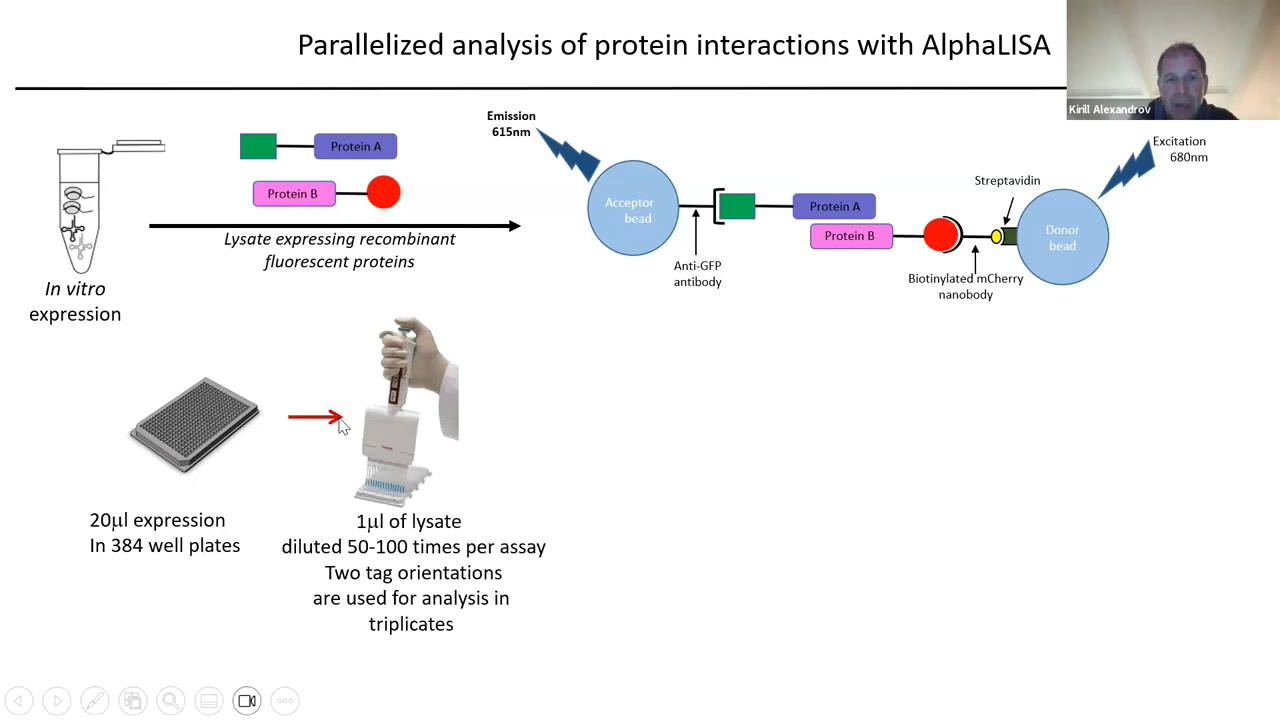 Parallelized analysis of protein interactions with AlphaLISA
Kirill Alexandrov
Emission
615nm
Excitation
680nm
Protein A
Protein B
Lysate expressing recombinant
fluorescent proteins
In vitro
expression
Acceptor
bead
Anti-GFP
antibody
Protein A
Protein B
Streptavidin
Biotinylated mCherry
nanobody
Donor
bead
20µl expression
In 384 well plates
1µl of lysate
diluted 50-100 times per assay
Two tag orientations
are used for analysis in
triplicates